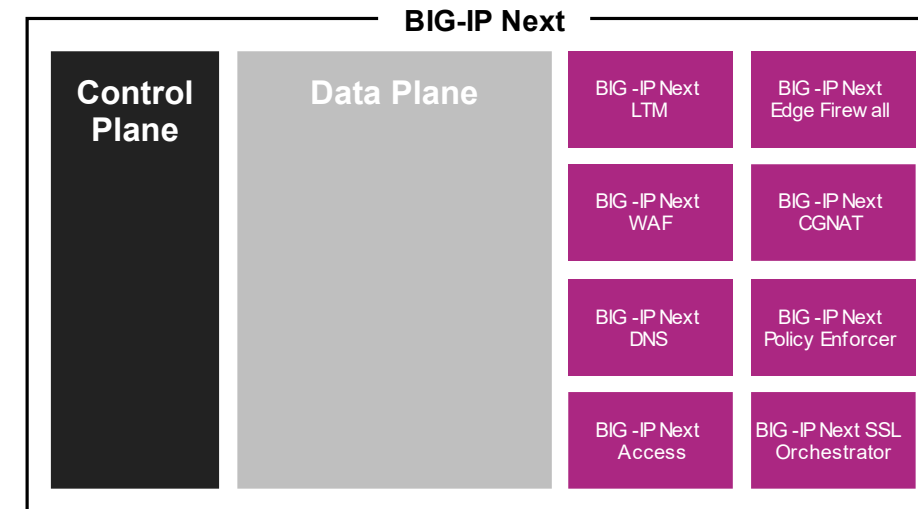 BIG-IP Next
Control
Plane
Data Plane
BIG -IP Next
LTM
BIG -IP Next
Edge Firewall
BIG -IP Next
WAF
BIG -IP Next
CGNAT
BIG -IP Next
DNS
BIG -IP Next
Policy Enforcer
BIG -IP Next
Access
BIG -IP Next SSL
Orchestrator